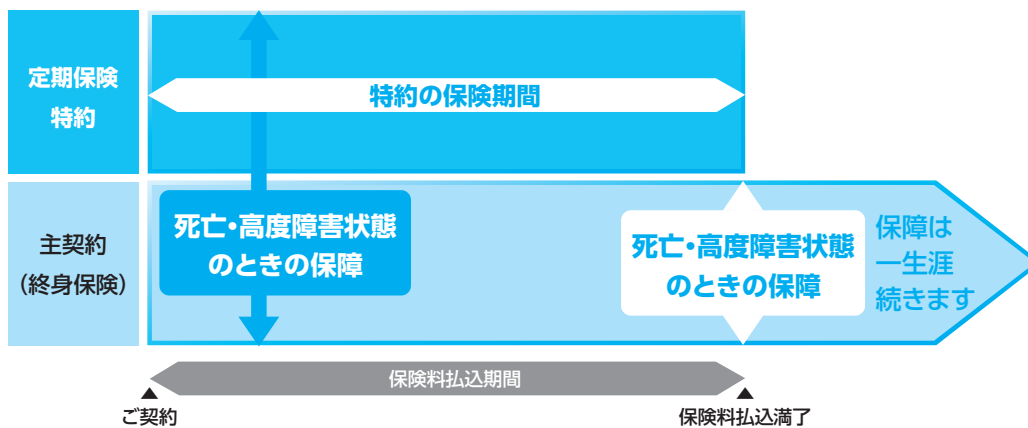 定期保険
特約
特約の保険期間
主契約
（終身保険）
死亡・高度障害状態
のときの保障
死亡・高度障害状態
のときの保障
保障は
一生涯
続きます
保険料払込期間
ご契約
保険料払込満了